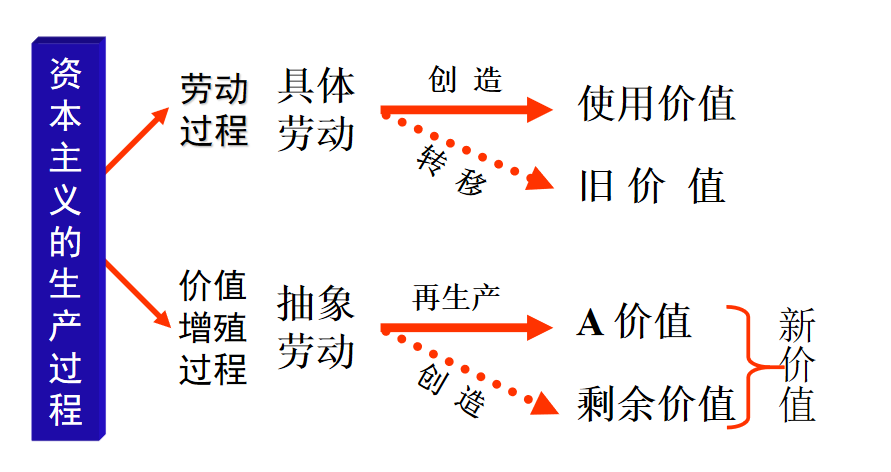 资本主义的生产过程
劳动
过程
具体
劳动
创 造
使用价值
转 移
旧 价 值
价值
增殖
过程
抽象
劳动
再生产
A 价值
创 造
剩余价值
新价值